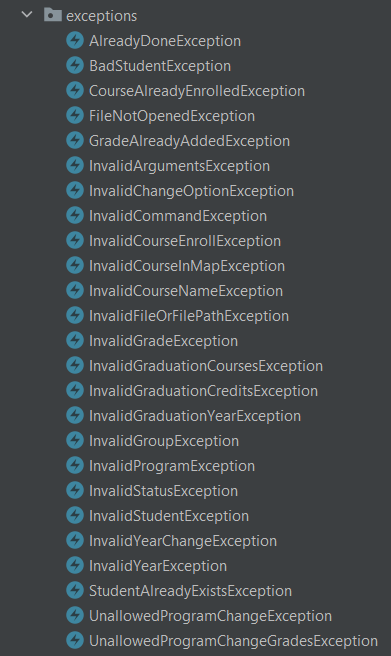 exceptions
AlreadyDoneException
BadStudentException
CourseAlreadyEnrolledException
FileNotOpenedException
GradeAlreadyAddedException
InvalidArgumentsException
InvalidChangeOptionException
InvalidCommandException
InvalidCourseEnrollException
InvalidCourseInMapException
InvalidCourseNameException
InvalidFileOrFilePathException
InvalidGradeException
InvalidGraduationCoursesException
InvalidGraduationCreditsException
InvalidGraduationYearException
InvalidGroupException
InvalidProgramException
InvalidStatusException
InvalidStudentException
InvalidYearChangeException
InvalidYearException
StudentAlreadyExistsException
UnallowedProgramChangeException
UnallowedProgramChangeGradesException